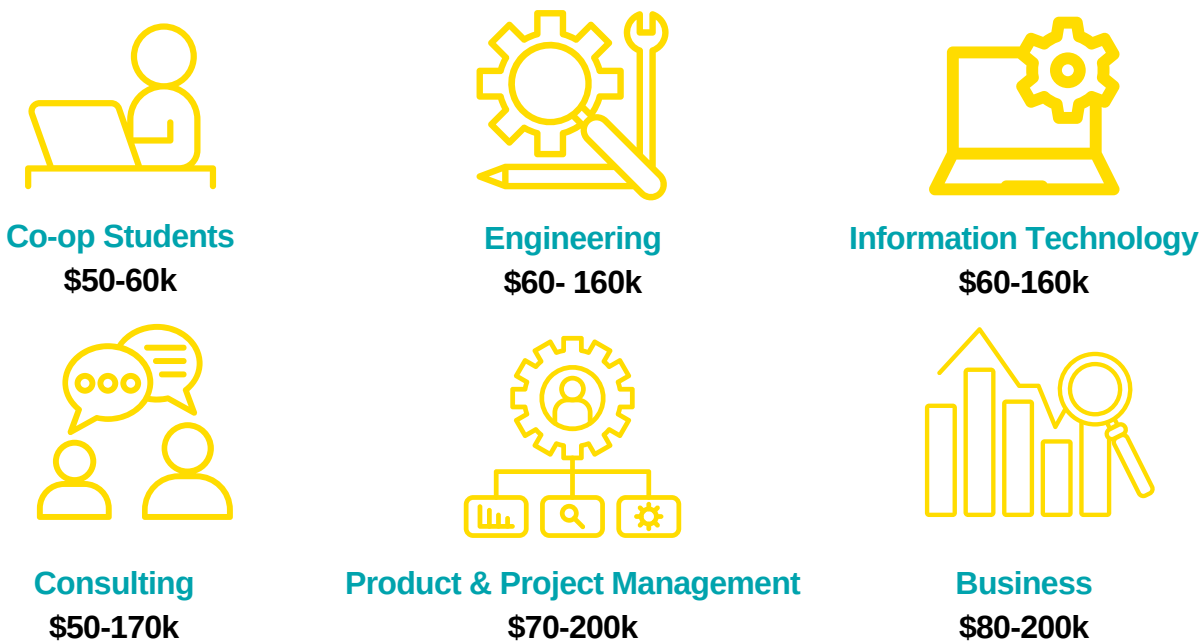 Co-op Students
$50-60k
Engineering
$60- 160k
Information Technology
$60-160k
Consulting
$50-170k
Product & Project Management
$70-200k
Business
$80-200k